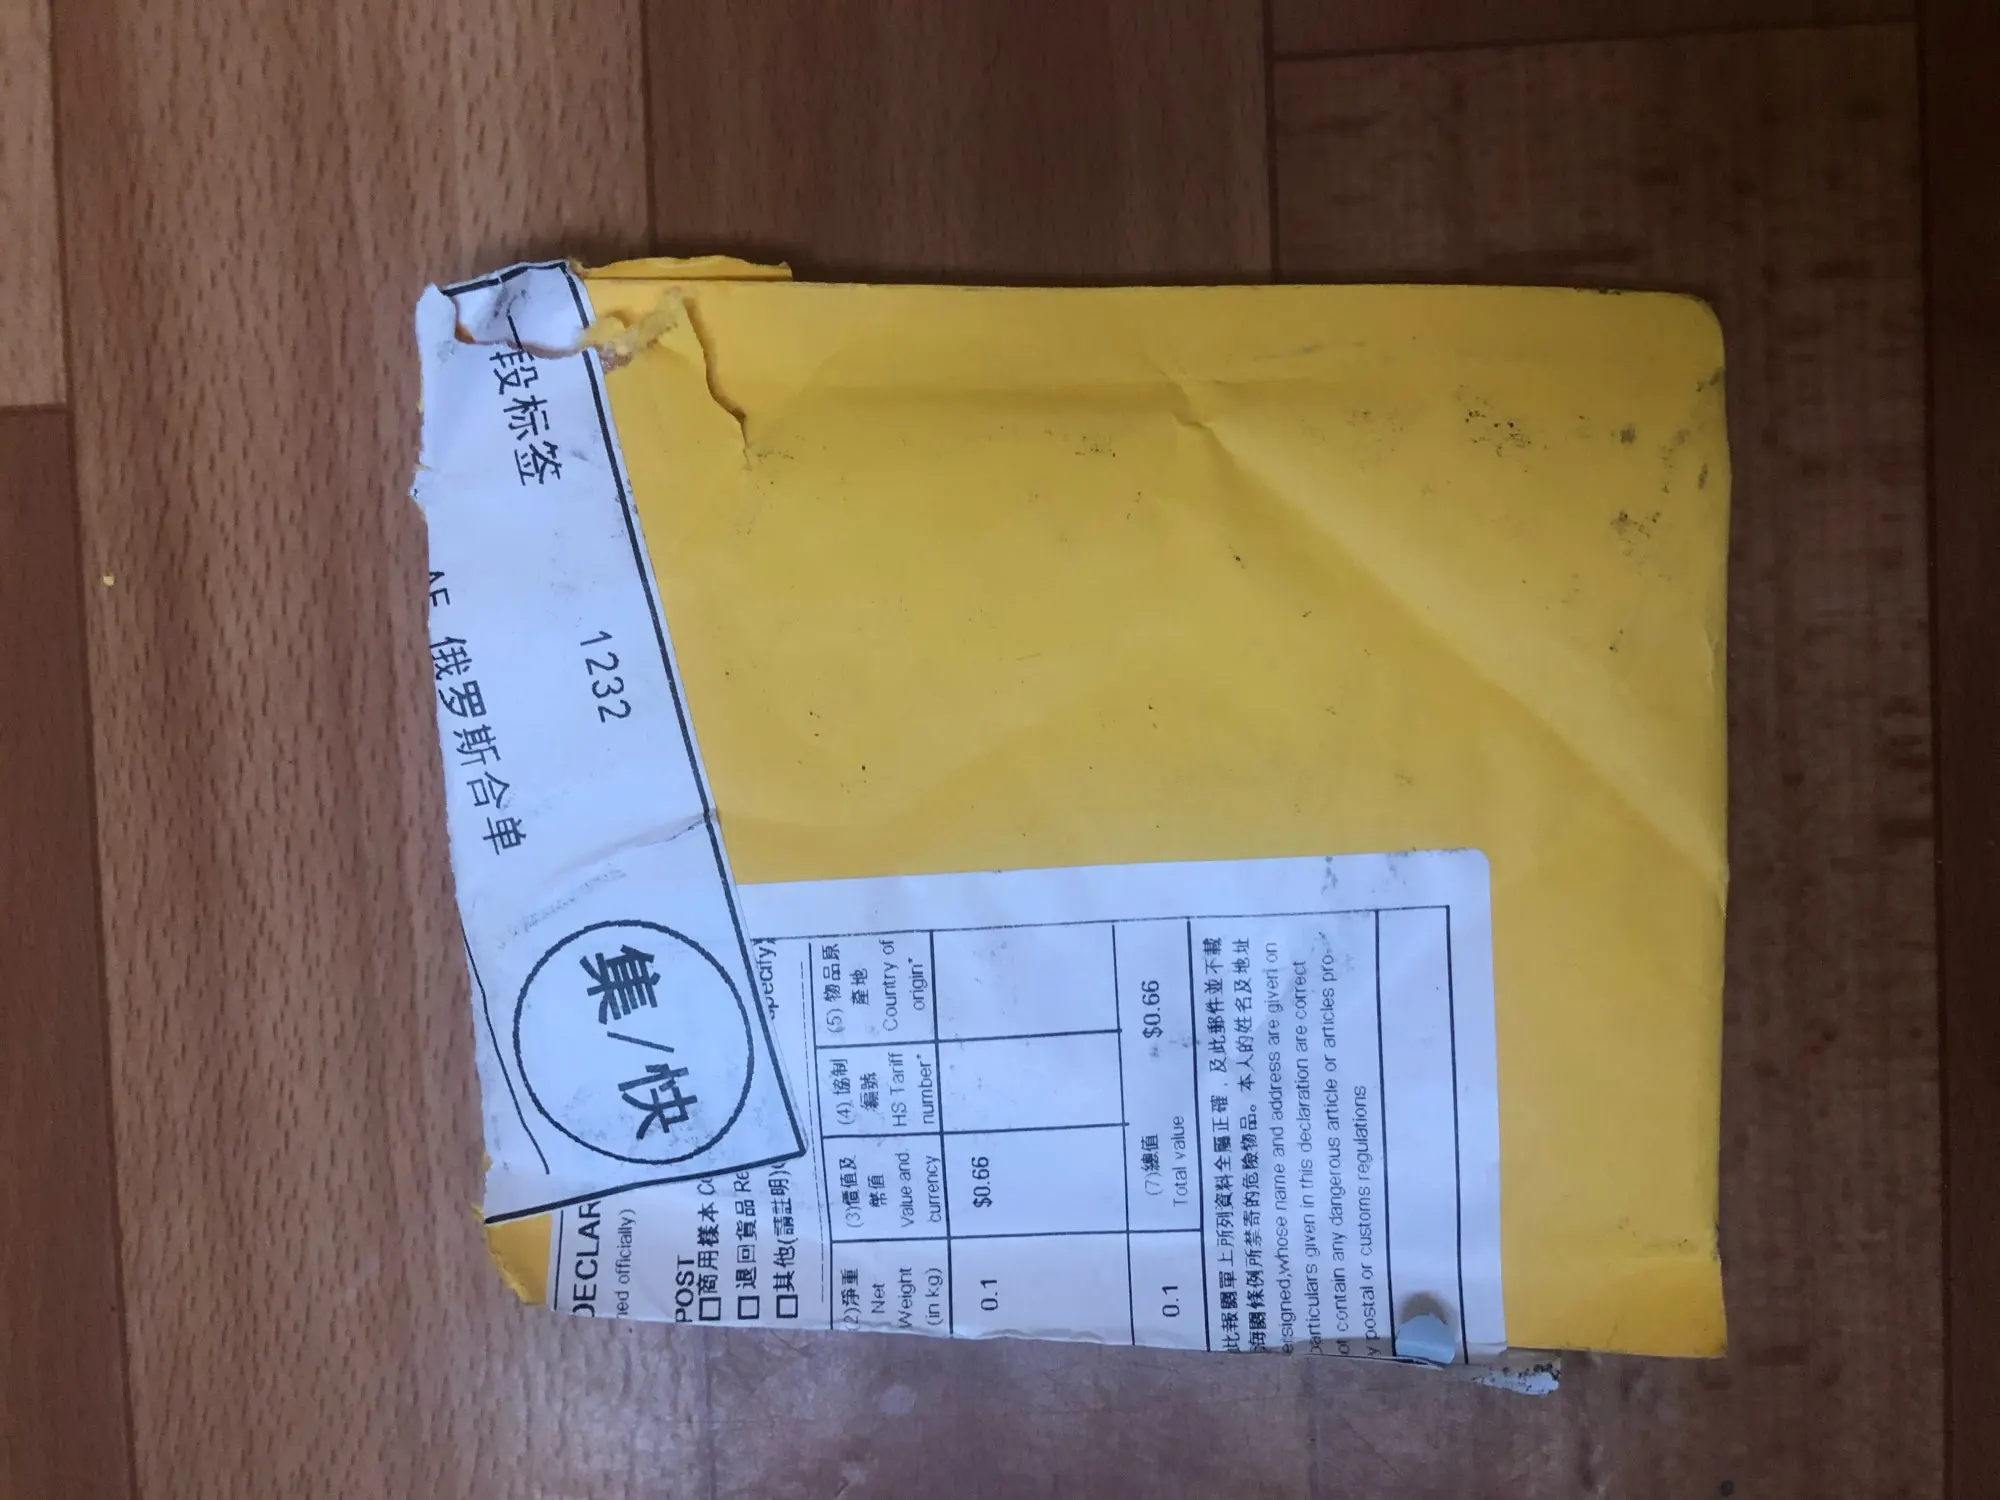 段标签
俄罗斯合单
1232
集/快
DECLAR
ned officially)
POST
□商用樣本
□退回貨品 Re
□其他(請註明)(
specify)
(2)淨重
Net
Weight
(in kg)
(3)價值及
幣值
Value and
currency
(4)協制
編號
HS Tariff
number*
(5)物品原
產地
Country of
origin*
0.1
$0.66
0.1
(7)總值
Total value
$0.66
此報關單上所列資料全屬正確，及此郵件並不載
海關條例所禁寄的危險物品。本人的姓名及地址
ersigned,whose name and address are given on
particulars given in this declaration are correct
ot contain any dangerous article or articles pro-
y postal or customs regulations